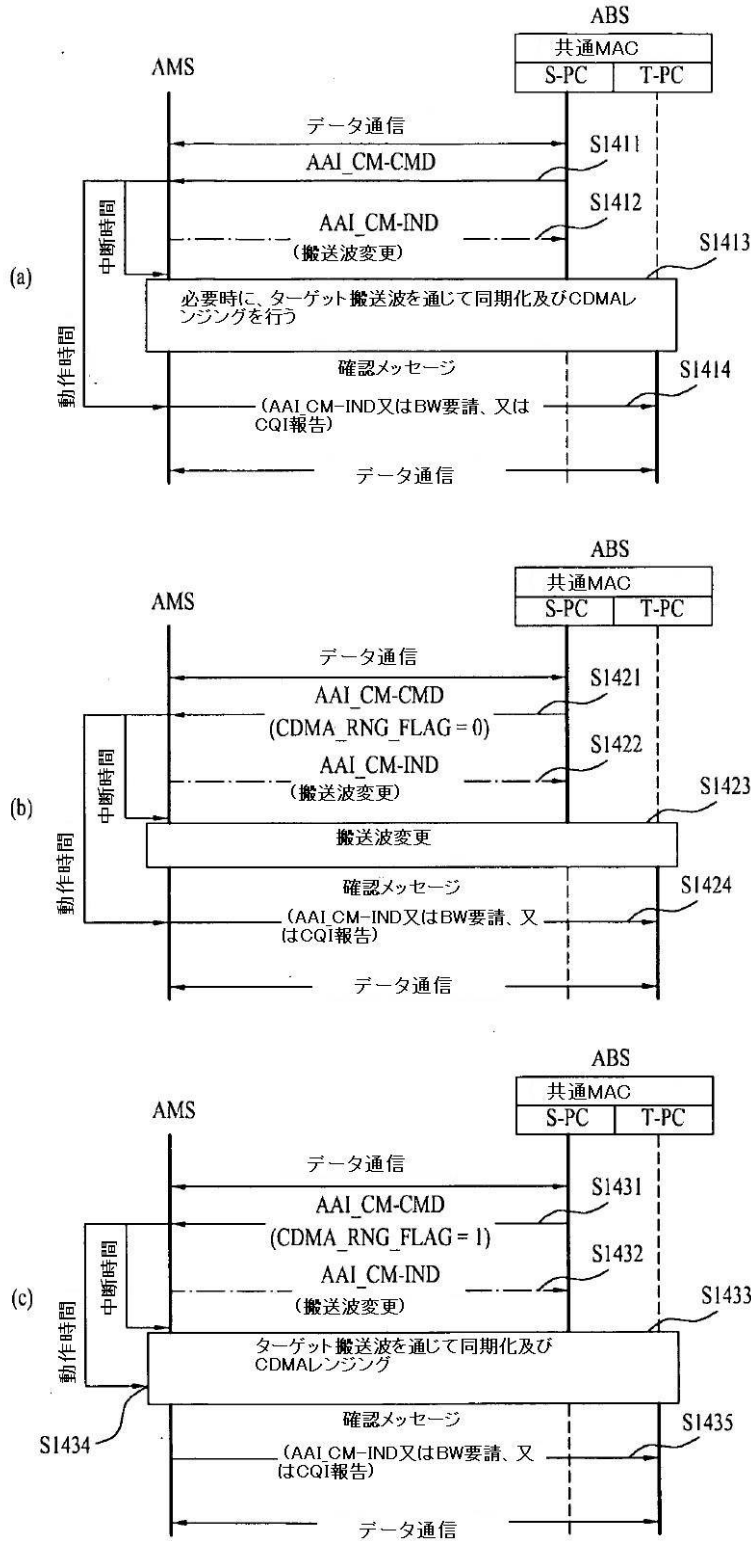 ABS
共通MAC
AMS
S-PC
T-PC
データ通信
S1411
AAI_CM-CMD
S1412
中断時間
AAI_CM-IND
(搬送波変更)
S1413
(a)
必要時に、ターゲット搬送波を通じて同期化及びCDMAレ
ンジングを行う
動作時間
確認メッセージ
S1414
(AAI_CM-IND又はBW要請、又は
CQI報告)
データ通信
ABS
共通MAC
AMS
S-PC
T-PC
データ通信
S1421
AAI_CM-CMD
(CDMA_RNG_FLAG = 0)
S1422
中断時間
AAI_CM-IND
(搬送波変更)
S1423
(b)
搬送波変更
動作時間
確認メッセージ
S1424
(AAI_CM-IND又はBW要請、又
はCQI報告)
データ通信
ABS
共通MAC
AMS
S-PC
T-PC
データ通信
S1431
AAI_CM-CMD
(CDMA_RNG_FLAG = 1)
S1432
中断時間
AAI_CM-IND
(搬送波変更)
S1433
(c)
ターゲット搬送波を通じて同期化及び
CDMAレンジング
動作時間
S1434
確認メッセージ
S1435
(AAI_CM-IND又はBW要請、又
はCQI報告)
データ通信